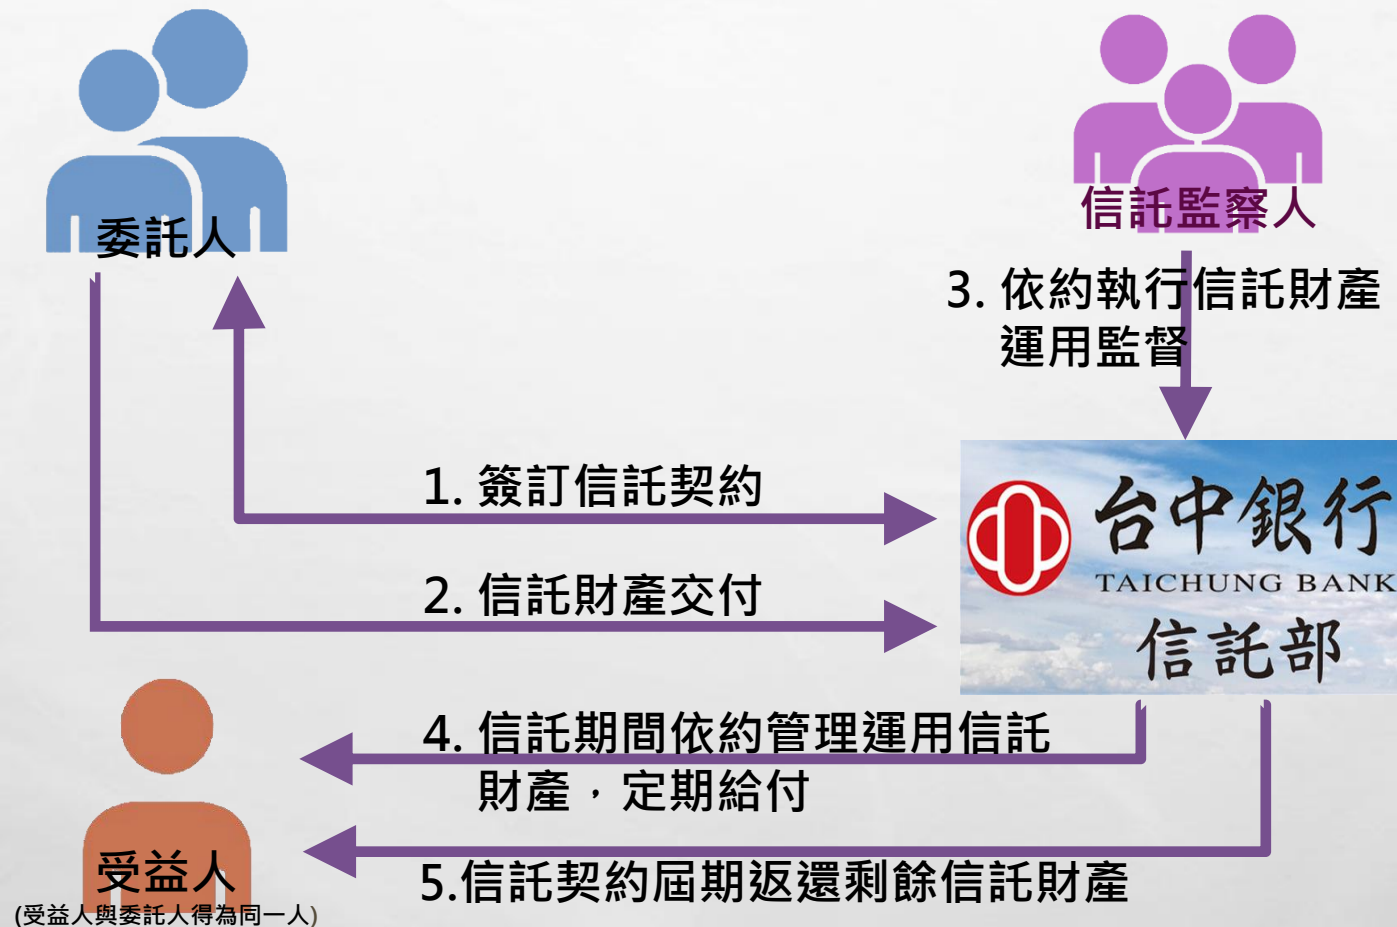 委託人
信託監察人
3. 依約執行信託財產
運用監督
1. 簽訂信託契約
台中銀行
TAICHUNG BANK
2. 信託財產交付
信託部
4. 信託期間依約管理運用信託
財產，定期給付
受益人
5.信託契約屆期返還剩餘信託財產
(受益人與委託人得為同一人)